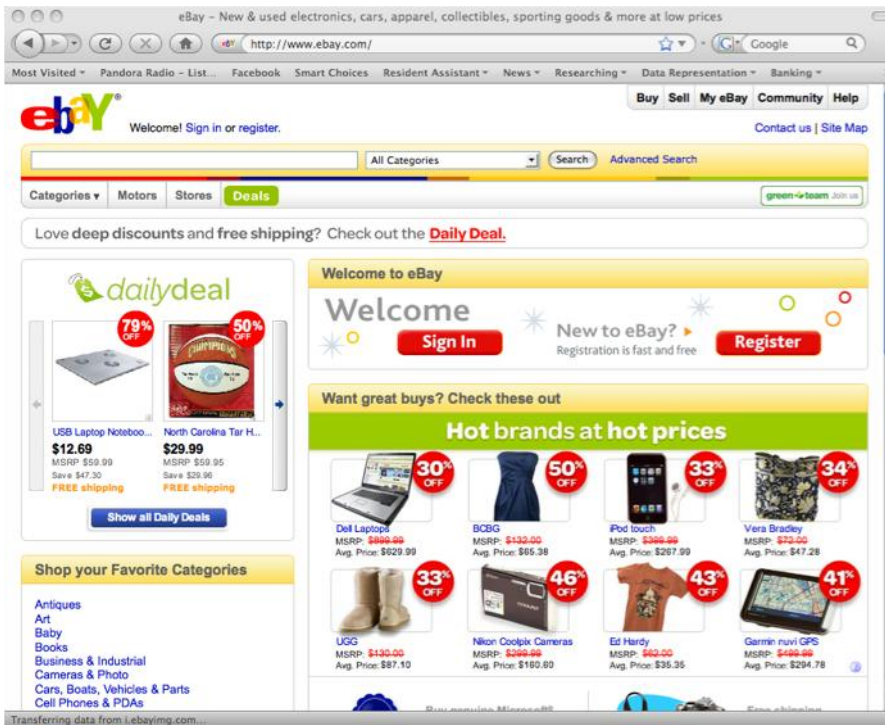 eBay - New & used electronics, cars, apparel, collectibles, sporting goods & more at low prices
http://www.ebay.com/
Google
Most Visited Pandora Radio - List... Facebook Smart Choices Resident Assistant News Researching Data Representation Banking
Buy Sell My eBay Community Help
ebay®
Welcome! Sign in or register.
Contact us | Site Map
All Categories Search Advanced Search
Categories Motors Stores Deals
green team Join us
Love deep discounts and free shipping? Check out the Daily Deal.
dailydeal
79% OFF
50% OFF
USB Laptop Noteboo... North Carolina Tar H...
$12.69 $29.99
MSRP $59.99 MSRP $59.95
Save $47.30 Save $29.96
FREE shipping FREE shipping
Show all Daily Deals
Shop your Favorite Categories
Antiques
Art
Baby
Books
Business & Industrial
Cameras & Photo
Cars, Boats, Vehicles & Parts
Cell Phones & PDAs
Welcome to eBay
Welcome
Sign In
New to eBay?
Registration is fast and free
Register
Want great buys? Check these out
Hot brands at hot prices
30% OFF 50% OFF 33% OFF 34% OFF
Dell Laptops BCBG iPod touch Vera Bradley
MSRP: $899.99 MSRP: $132.00 MSRP: $399.99 MSRP: $72.00
Avg. Price: $629.99 Avg. Price: $65.38 Avg. Price: $267.99 Avg. Price: $47.28
33% OFF 46% OFF 43% OFF 41% OFF
UGG Nikon Coolpix Cameras Ed Hardy Garmin nuvi GPS
MSRP: $130.00 MSRP: $299.99 MSRP: $62.00 MSRP: $499.99
Avg. Price: $87.10 Avg. Price: $160.60 Avg. Price: $35.35 Avg. Price: $294.78
Buy genuine Microsoft® Free shipping
Transferring data from i.ebayimg.com...